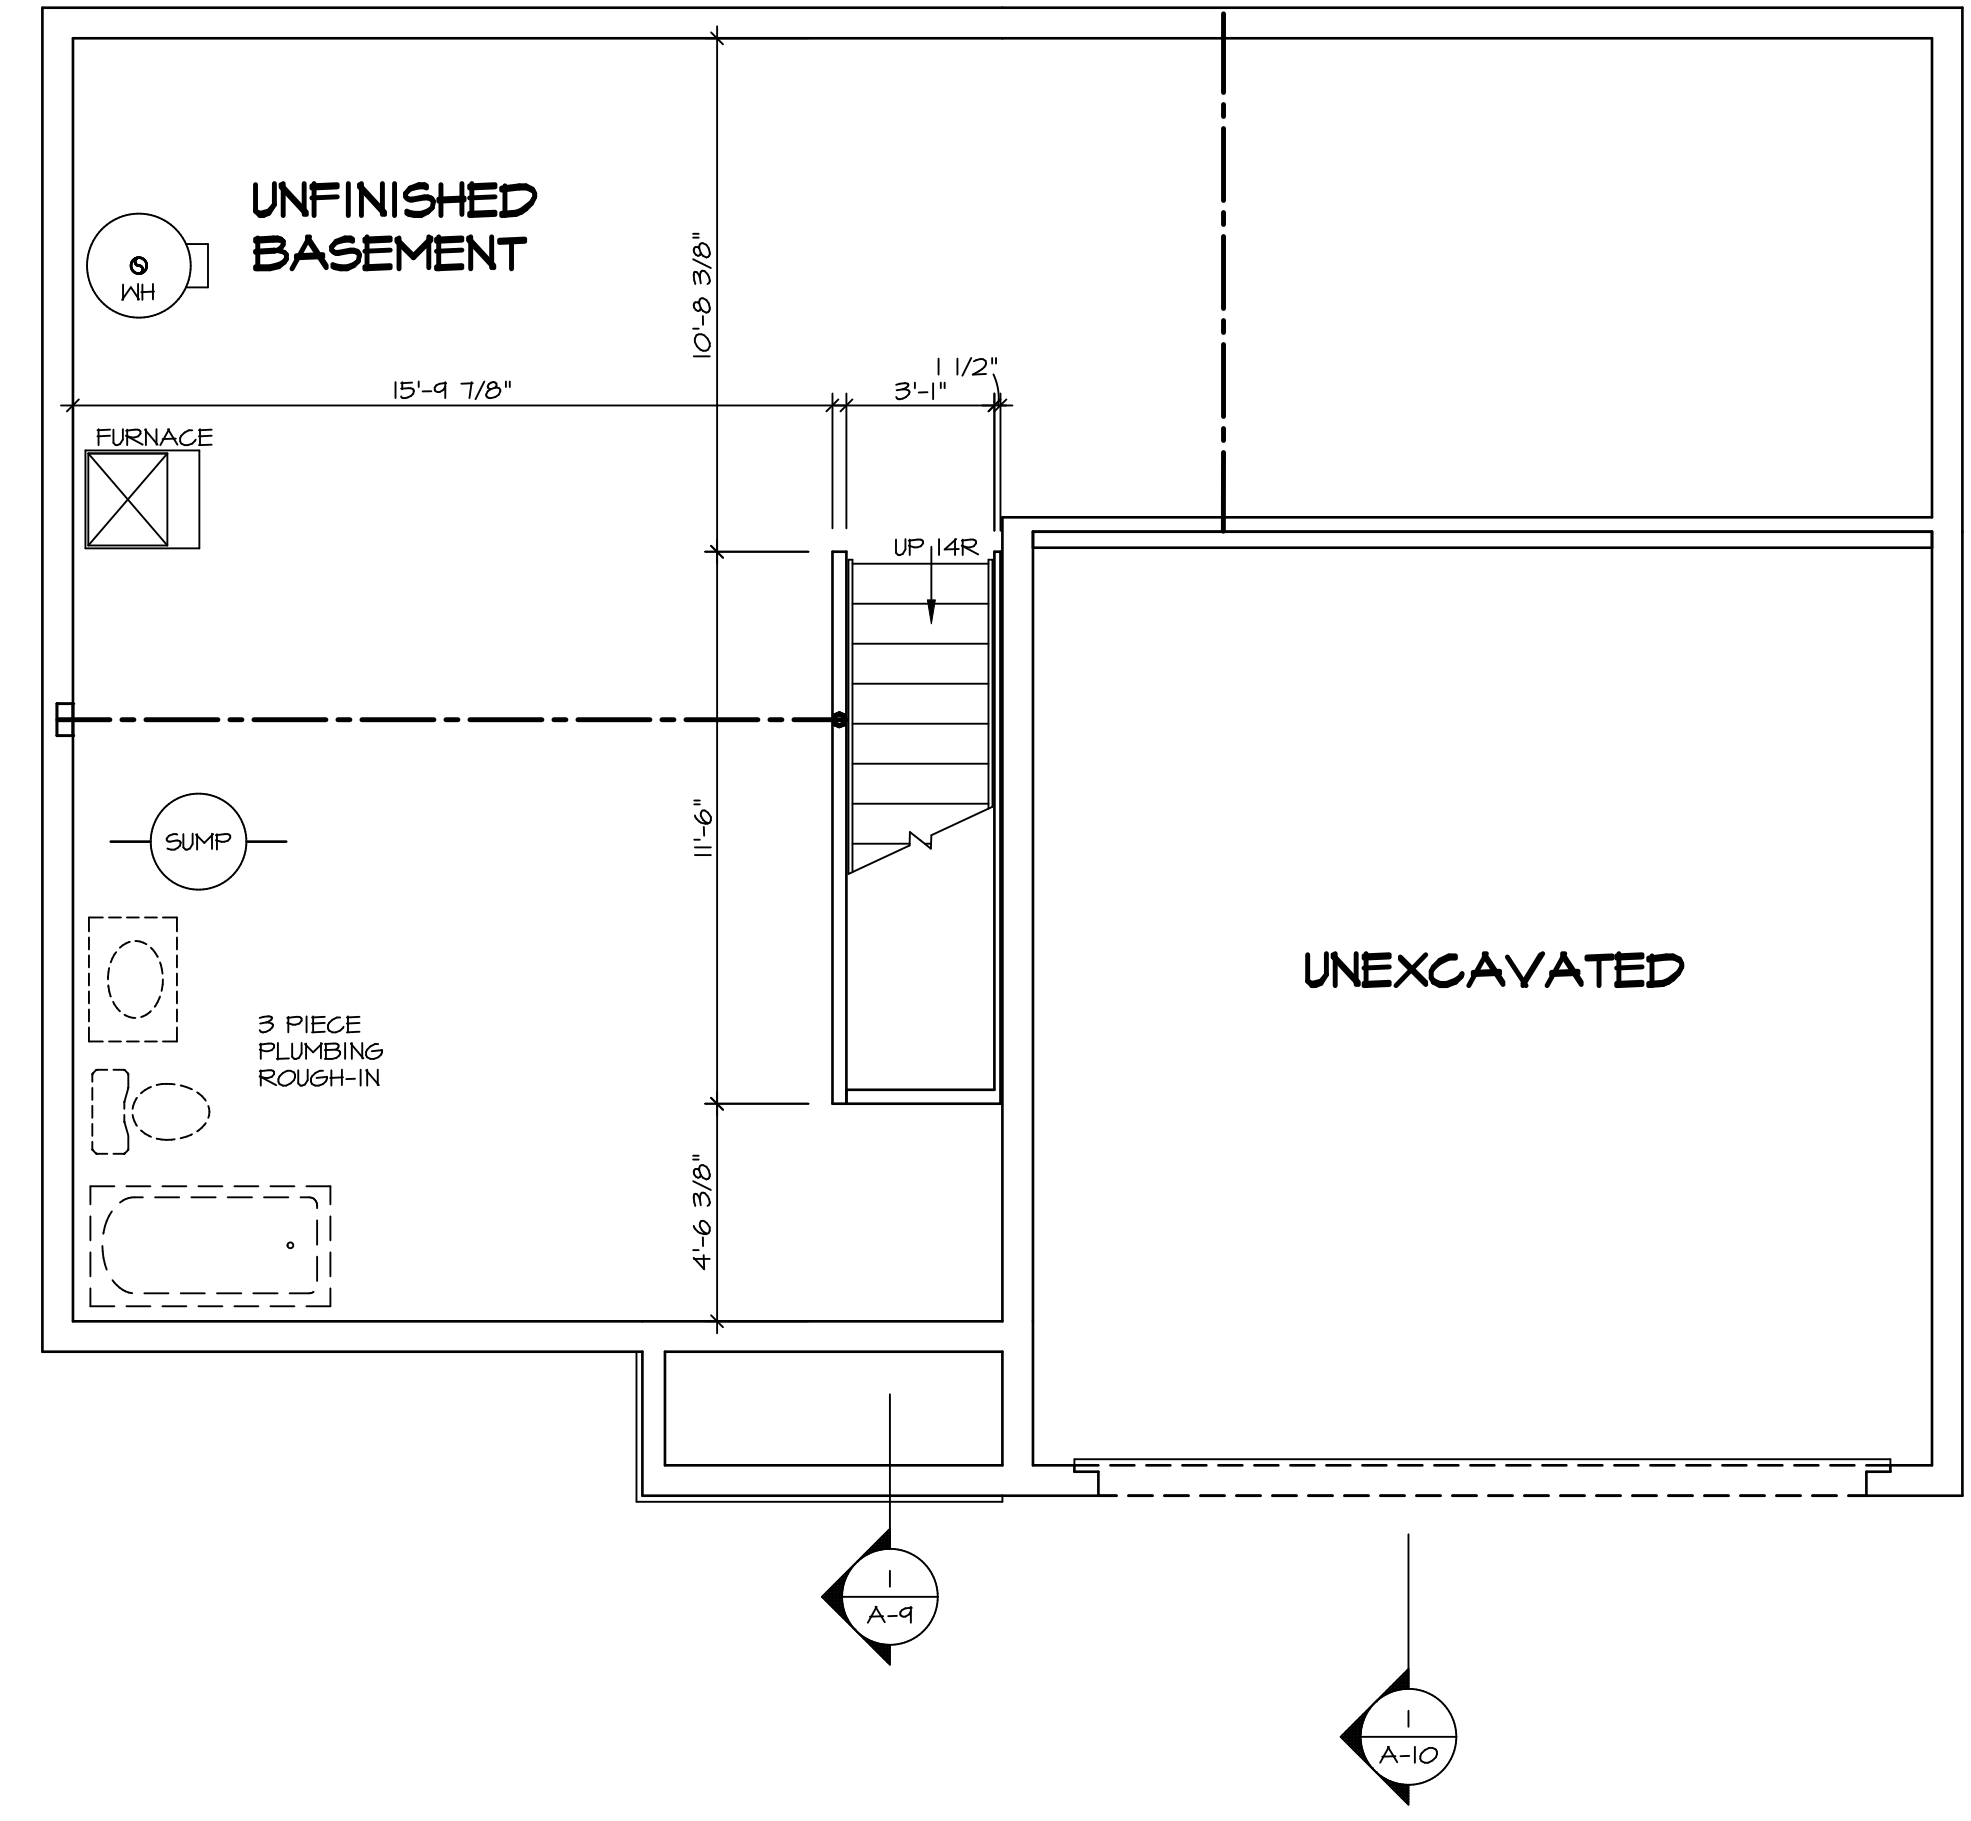 UNFINISHED
BASEMENT
WH
10'-8 3/8"
1 1/2"
15'-9 7/8"
3'-1"
FURNACE
UP 14R
11'-6"
SUMP
UNEXCAVATED
3 PIECE
PLUMBING
ROUGH-IN
4'-6 3/8"
1
A-9
1
A-10